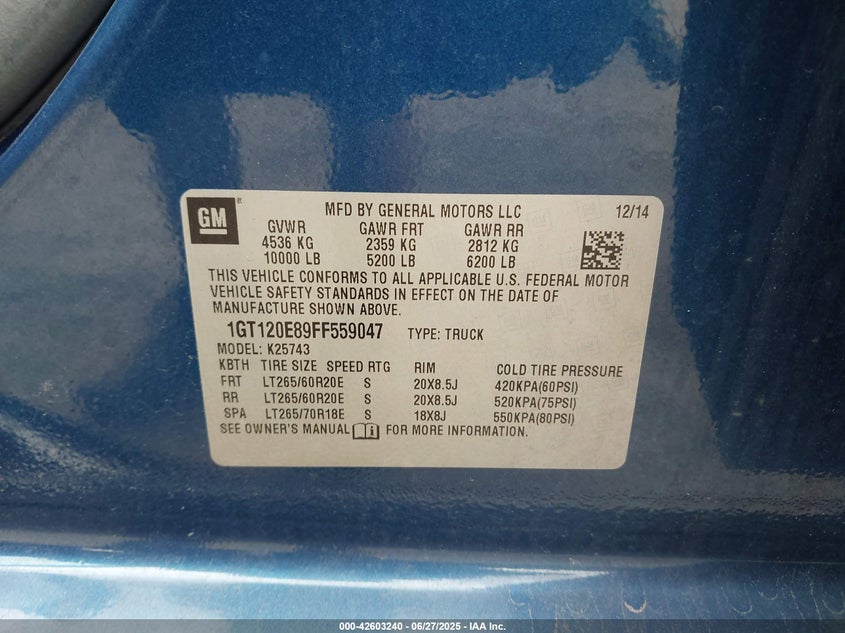 GM
MFD BY GENERAL MOTORS LLC 12/14
GVWR GAWR FRT GAWR RR
4536 KG 2359 KG 2812 KG
10000 LB 5200 LB 6200 LB
THIS VEHICLE CONFORMS TO ALL APPLICABLE U.S. FEDERAL MOTOR
VEHICLE SAFETY STANDARDS IN EFFECT ON THE DATE OF
MANUFACTURE SHOWN ABOVE.
1GT120E89FF559047 TYPE: TRUCK
MODEL: K25743
KBTH TIRE SIZE SPEED RTG RIM COLD TIRE PRESSURE
FRT LT265/60R20E S 20X8.5J 420KPA(60PSI)
RR LT265/60R20E S 20X8.5J 520KPA(75PSI)
SPA LT265/70R18E S 18X8J 550KPA(80PSI)
SEE OWNER'S MANUAL FOR MORE INFORMATION.
000-42603240 - 06/27/2025 - IAA Inc.